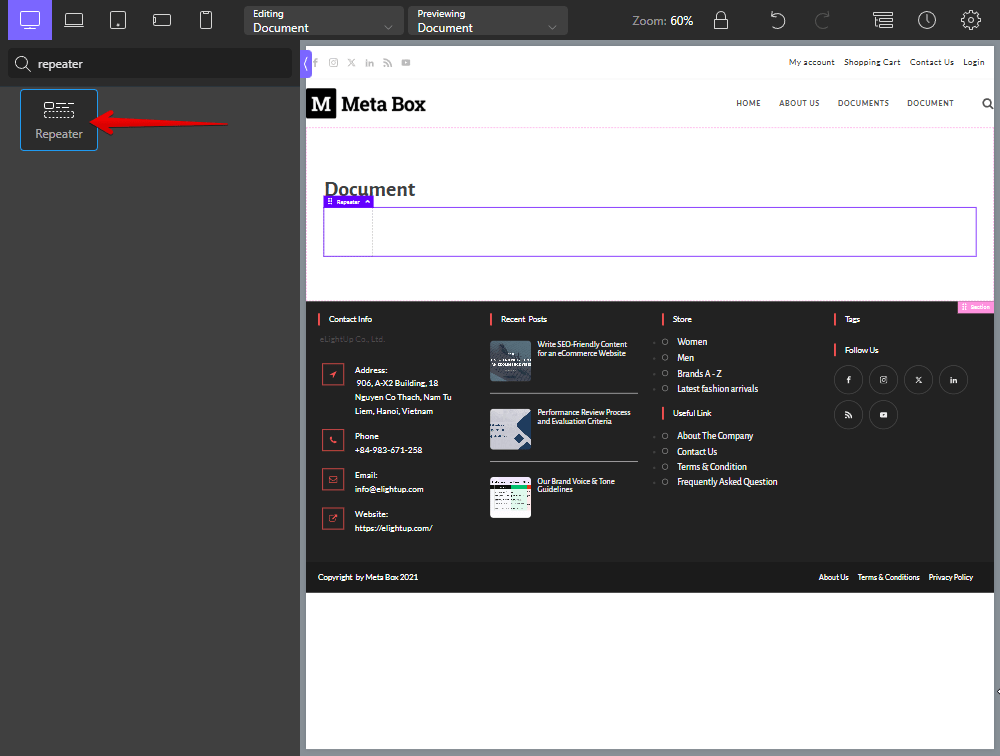 Editing
Document
Previewing
Document
Zoom: 60%
repeater
Repeater
My account Shopping Cart Contact Us Login
M Meta Box
HOME ABOUT US DOCUMENTS DOCUMENT
Document
Repeater
Section
Contact Info
eLightUp Co., Ltd.
Address:
906, A-X2 Building, 18
Nguyen Co Thach, Nam Tu
Liem, Hanoi, Vietnam
Phone
+84-983-671-258
Email:
info@elightup.com
Website:
https://elightup.com/
Recent Posts
Write SEO-Friendly Content
for an eCommerce Website
Performance Review Process
and Evaluation Criteria
Our Brand Voice & Tone
Guidelines
Store
Women
Men
Brands A - Z
Latest fashion arrivals
Useful Link
About The Company
Contact Us
Terms & Condition
Frequently Asked Question
Tags
Follow Us
Copyright by Meta Box 2021
About Us Terms & Conditions Privacy Policy